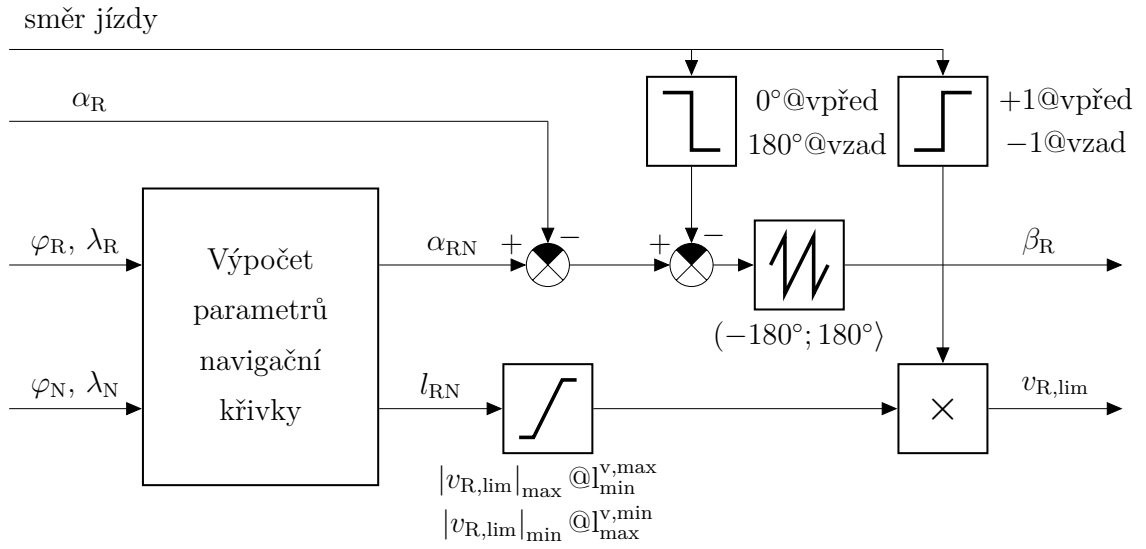 směr jízdy
α_R
0°@vpřed
180°@vzad
+1@vpřed
−1@vzad
φ_R, λ_R
Výpočet
parametrů
navigační
křivky
α_RN
+
−
+
−
β_R
(−180°; 180°⟩
φ_N, λ_N
l_RN
×
v_R,lim
|v_R,lim|_max @l_min^v,max
|v_R,lim|_min @l_max^v,min